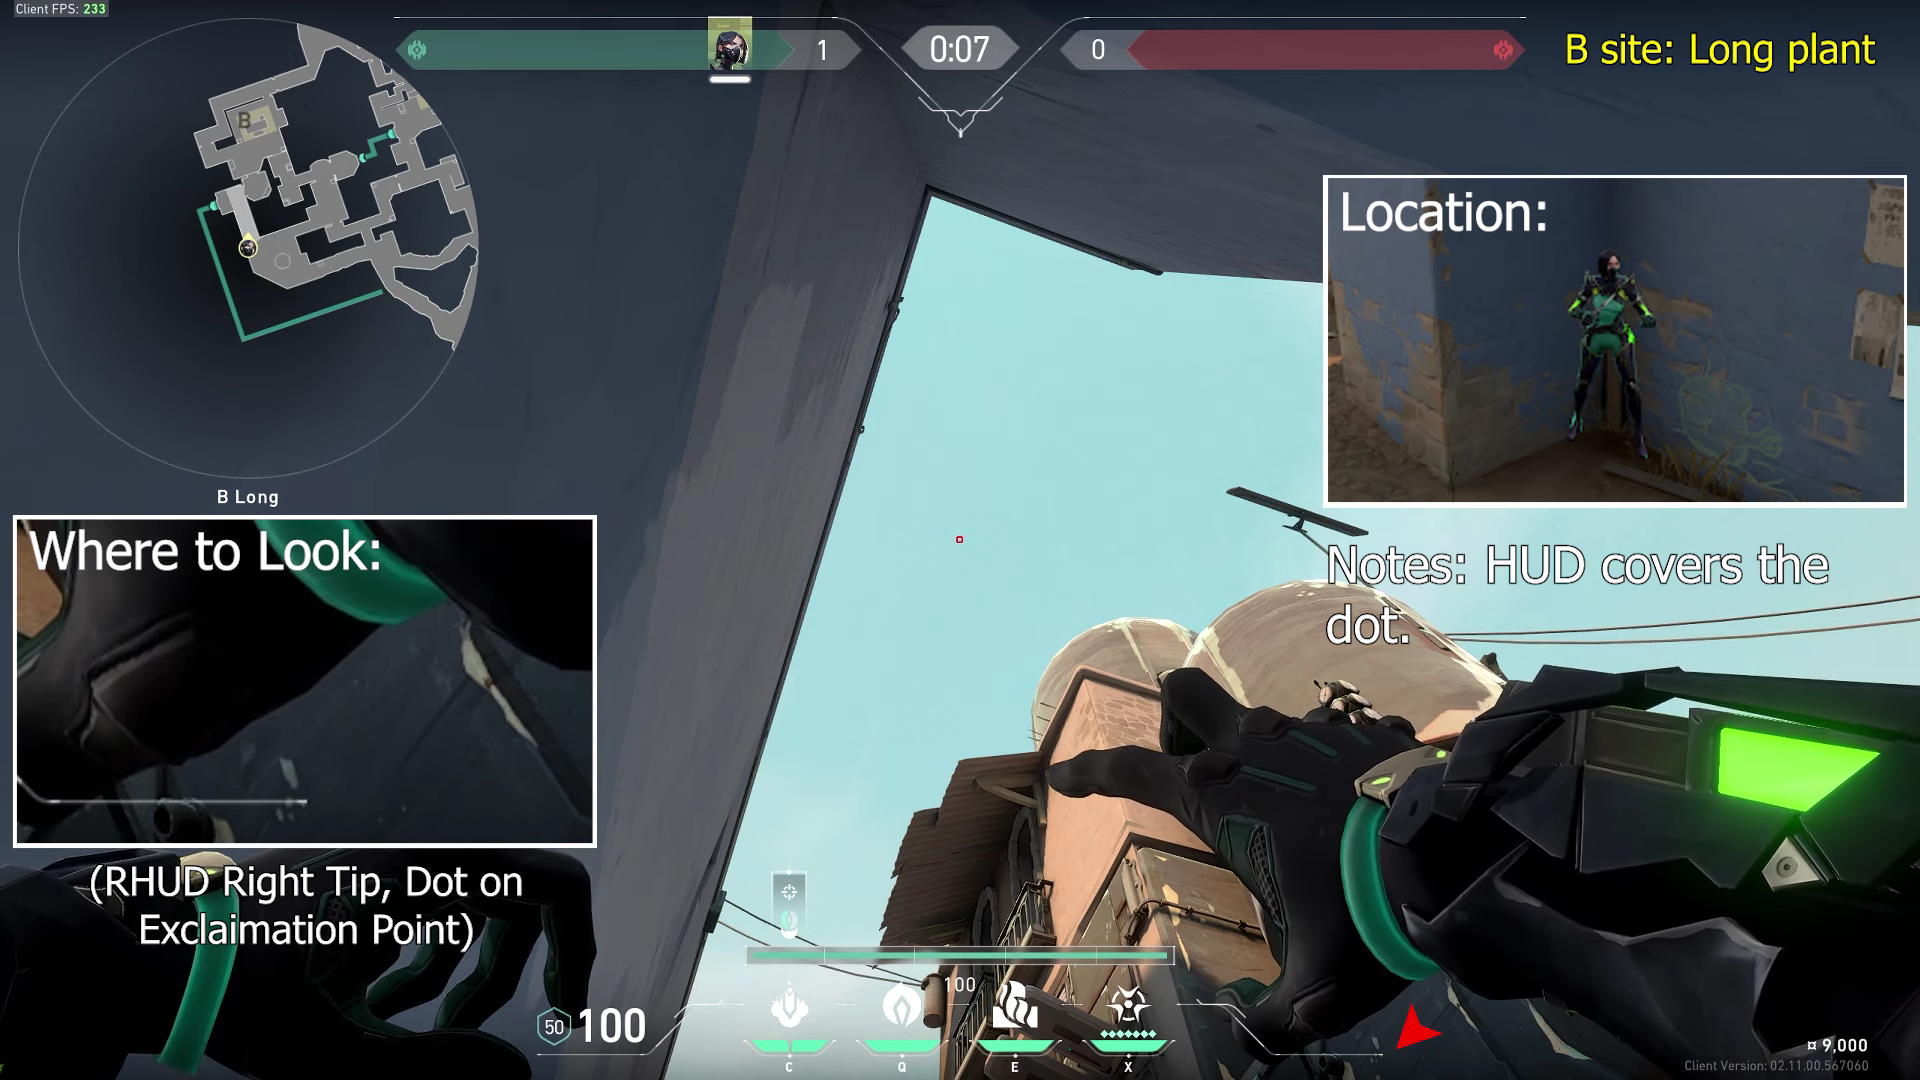 Client FPS: 233
1
0:07
0
B site: Long plant
B
Location:
B Long
Where to Look:
Notes: HUD covers the
dot.
(RHUD Right Tip, Dot on
Exclaimation Point)
100
50
100
C
Q
E
X
¤ 9,000
Client Version: 02.11.00.567060